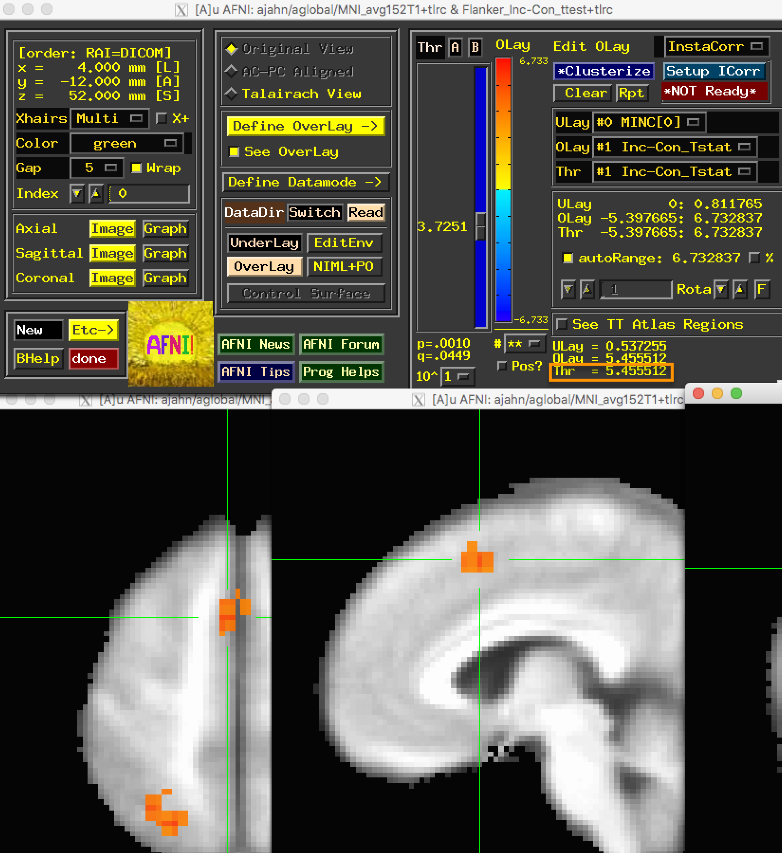 [A]u AFNI: ajahn/aglobal/MNI_avg152T1+tlrc & Flanker_Inc-Con_ttest+tlrc
[order: RAI=DICOM]
x = 4.000 mm [L]
y = -12.000 mm [A]
z = 52.000 mm [S]
Xhairs Multi X+
Color green
Gap 5 Wrap
Index 0
Axial Image Graph
Sagittal Image Graph
Coronal Image Graph
New Etc->
BHelp done
AFNI
Original View
AC-PC Aligned
Talairach View
Define OverLay ->
See OverLay
Define Datamode ->
DataDir Switch Read
UnderLay EditEnv
OverLay NIML+PO
Control Surface
AFNI News AFNI Forum
AFNI Tips Prog Helps
Thr A B OLay
6.733
3.7251
-6.733
p=.0010
q=.0449
# **
Pos?
10^ 1
Edit OLay InstaCorr
*Clusterize Setup ICorr
Clear Rpt *NOT Ready*
ULay #0 MINC[0]
OLay #1 Inc-Con_Tstat
Thr #1 Inc-Con_Tstat
ULay 0: 0.811765
OLay -5.397665: 6.732837
Thr -5.397665: 6.732837
autoRange: 6.732837 %
1 Rota F
See TT Atlas Regions
ULay = 0.537255
OLay = 5.455512
Thr = 5.455512
[A]u AFNI: ajahn/aglobal/MNI_
[A]u AFNI: ajahn/aglobal/MNI_avg152T1+tlrc